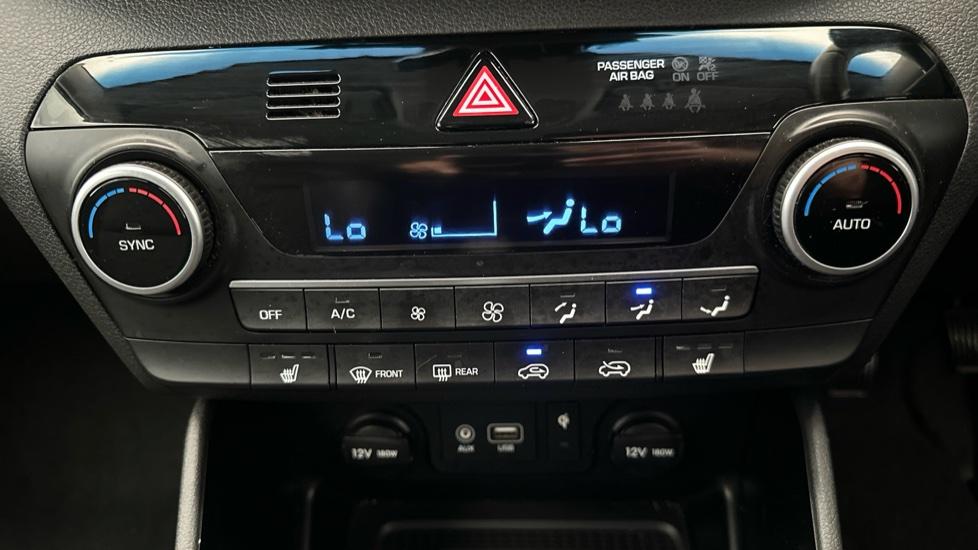 PASSENGER
AIR BAG ON OFF
SYNC
Lo Lo
AUTO
OFF A/C
FRONT REAR
12V 180W AUX USB 12V 180W